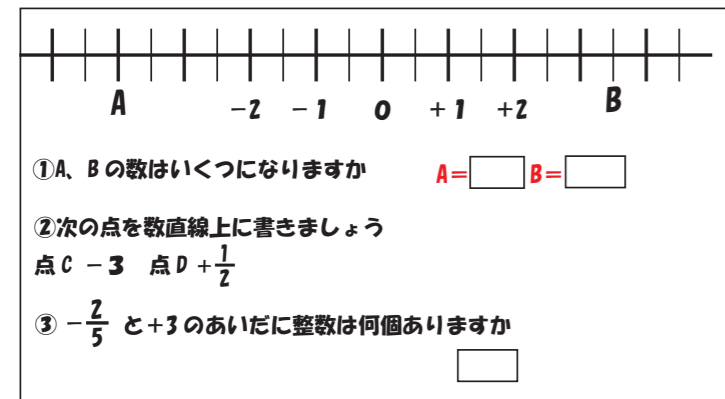 A −2 −1 0 +1 +2 B
①A、Bの数はいくつになりますか A=□ B=□
②次の点を数直線上に書きましょう
点C −3 点D +1/2
③ −2/5 と+3のあいだに整数は何個ありますか